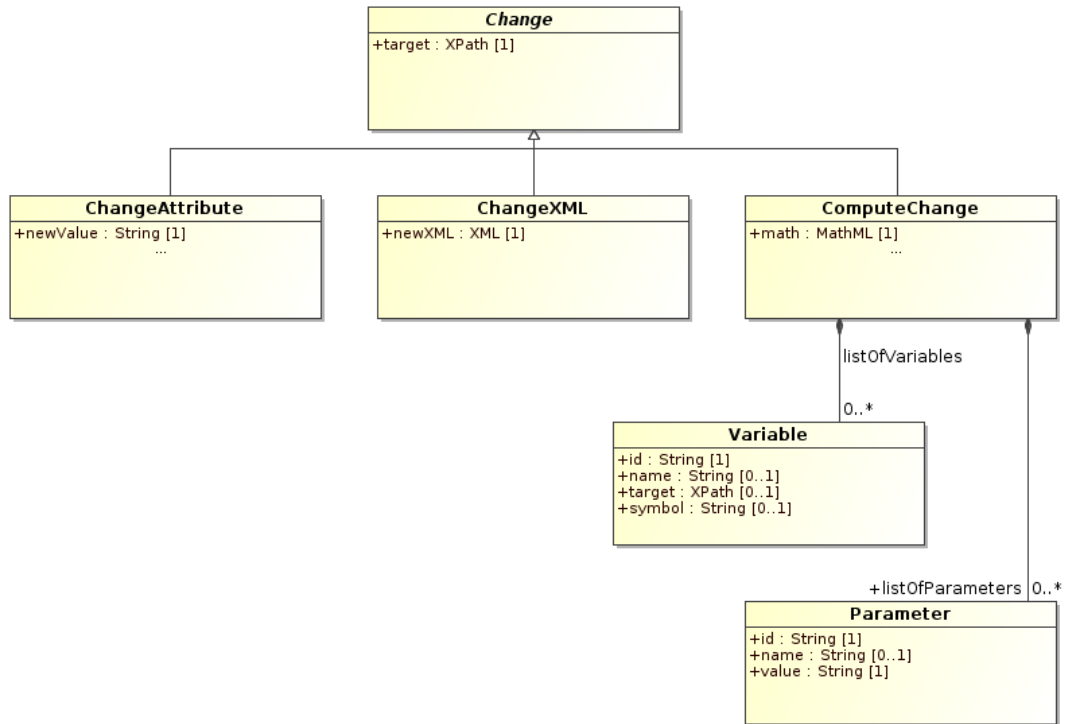 Change
+target : XPath [1]
ChangeAttribute
+newValue : String [1]
...
ChangeXML
+newXML : XML [1]
ComputeChange
+math : MathML [1]
...
listOfVariables
0..*
Variable
+id : String [1]
+name : String [0..1]
+target : XPath [0..1]
+symbol : String [0..1]
+listOfParameters 0..*
Parameter
+id : String [1]
+name : String [0..1]
+value : String [1]